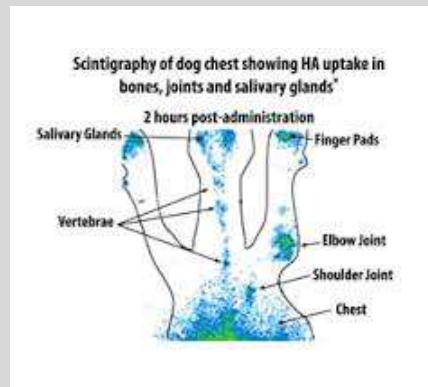 Scintigraphy of dog chest showing HA uptake in
bones, joints and salivary glands*
2 hours post-administration
Salivary Glands
Finger Pads
Vertebrae
Elbow Joint
Shoulder Joint
Chest